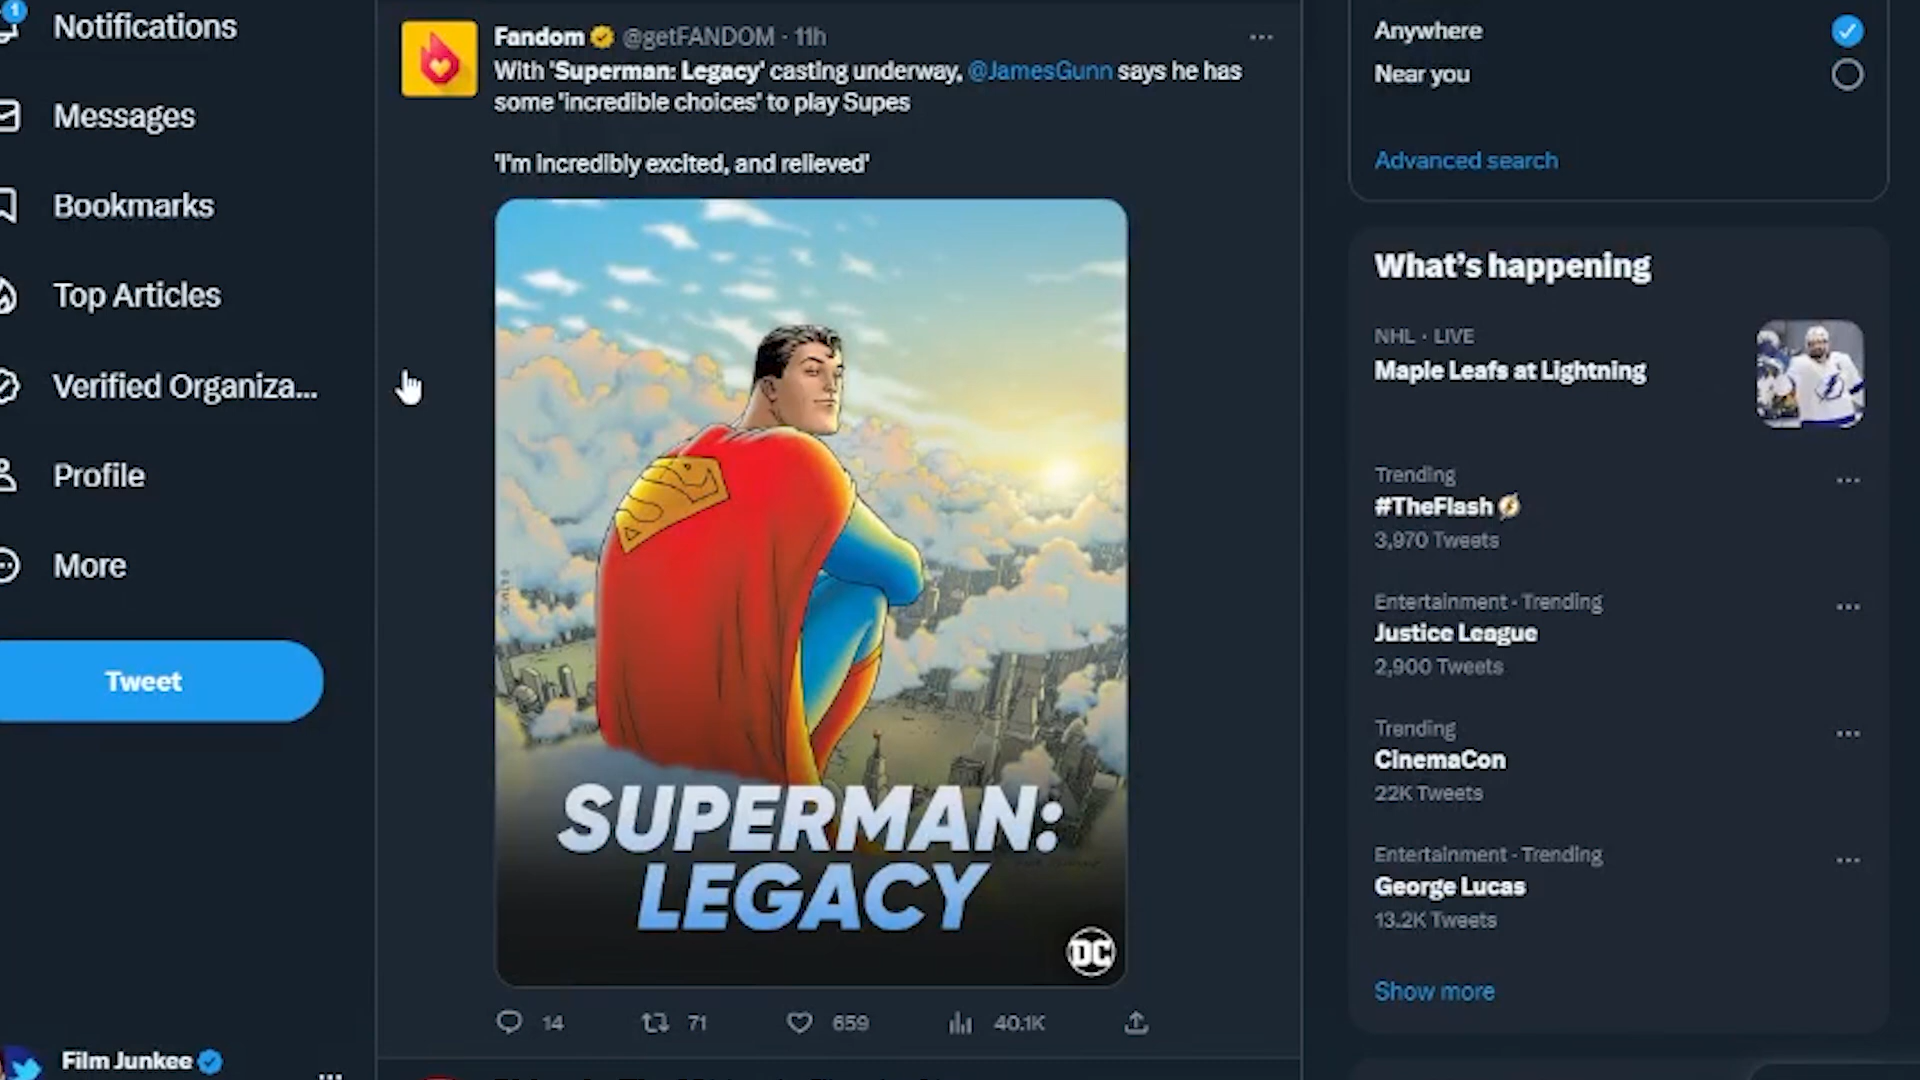 1
Notifications
Messages
Bookmarks
Top Articles
Verified Organiza...
Profile
More
Tweet
Film Junkee
Fandom @getFANDOM · 11h
With 'Superman: Legacy' casting underway, @JamesGunn says he has
some 'incredible choices' to play Supes
'I'm incredibly excited, and relieved'
SUPERMAN:
LEGACY
DC
14 71 659 40.1K
Anywhere
Near you
Advanced search
What's happening
NHL · LIVE
Maple Leafs at Lightning
Trending
#TheFlash
3,970 Tweets
Entertainment · Trending
Justice League
2,900 Tweets
Trending
CinemaCon
22K Tweets
Entertainment · Trending
George Lucas
13.2K Tweets
Show more